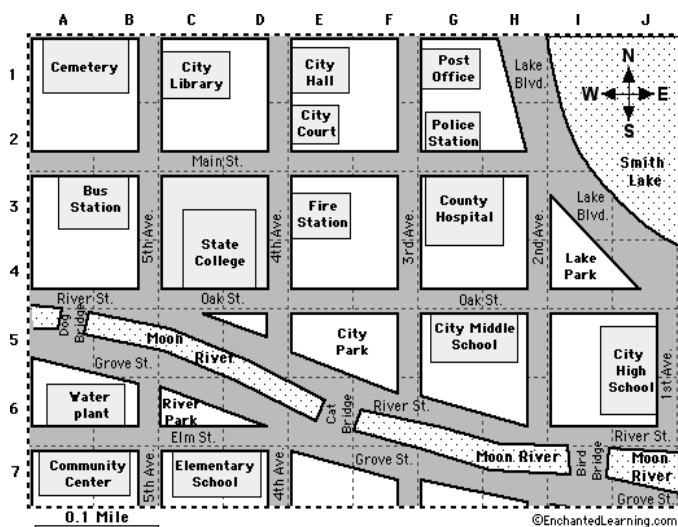 A B C D E F G H I J
1
Cemetery
City
Library
City
Hall
Post
Office
Lake
Blvd.
N
W E
S
2
City
Court
Police
Station
Smith
Lake
Main St.
3
Bus
Station
5th Ave.
State
College
4th Ave.
Fire
Station
3rd Ave.
County
Hospital
2nd Ave.
Lake
Blvd.
4
Lake
Park
River St.
Oak St.
Oak St.
5
Dog
Bridge
Moon
River
City
Park
City Middle
School
City
High
School
1st Ave.
Grove St.
6
Water
plant
River
Park
Cat
Bridge
River St.
Elm St.
River St.
7
Community
Center
5th Ave.
Elementary
School
4th Ave.
Grove St.
Moon River
Bird
Bridge
Moon
River
Grove St.
0.1 Mile
©EnchantedLearning.com